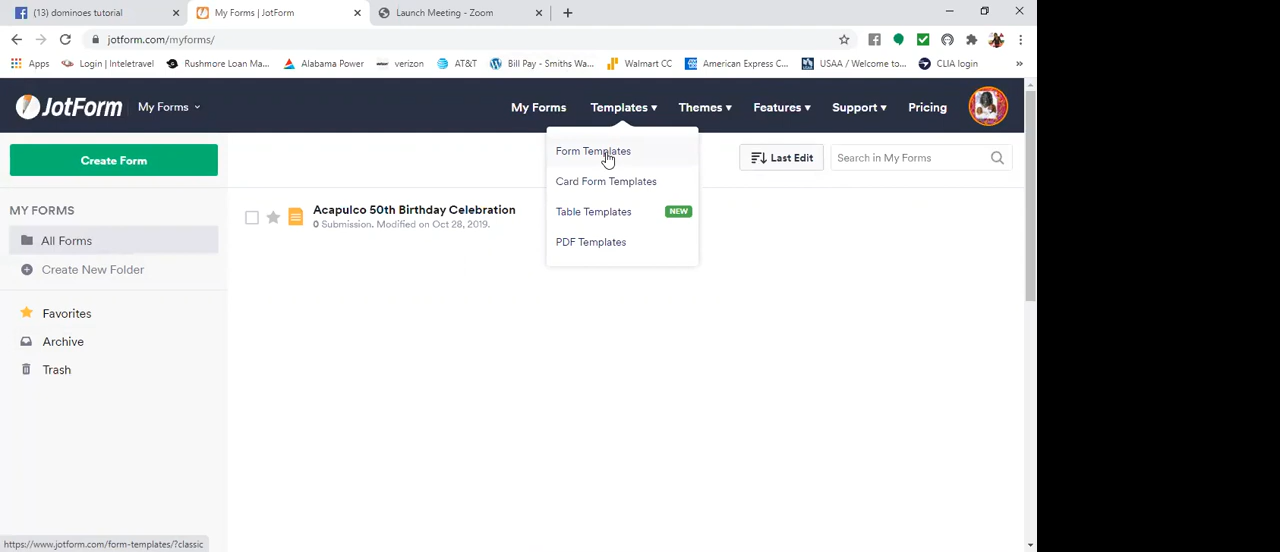 (13) dominoes tutorial
My Forms | JotForm
Launch Meeting - Zoom
jotform.com/myforms/
Apps
Login | Inteletravel
Rushmore Loan Ma...
Alabama Power
verizon
AT&T
Bill Pay - Smiths Wa...
Walmart CC
American Express C...
USAA / Welcome to...
CLIA login
JotForm
My Forms
My Forms
Templates
Themes
Features
Support
Pricing
Create Form
Form Templates
Last Edit
Search in My Forms
Card Form Templates
MY FORMS
Acapulco 50th Birthday Celebration
Table Templates
NEW
0 Submission. Modified on Oct 28, 2019.
All Forms
PDF Templates
Create New Folder
Favorites
Archive
Trash
https://www.jotform.com/form-templates/?classic